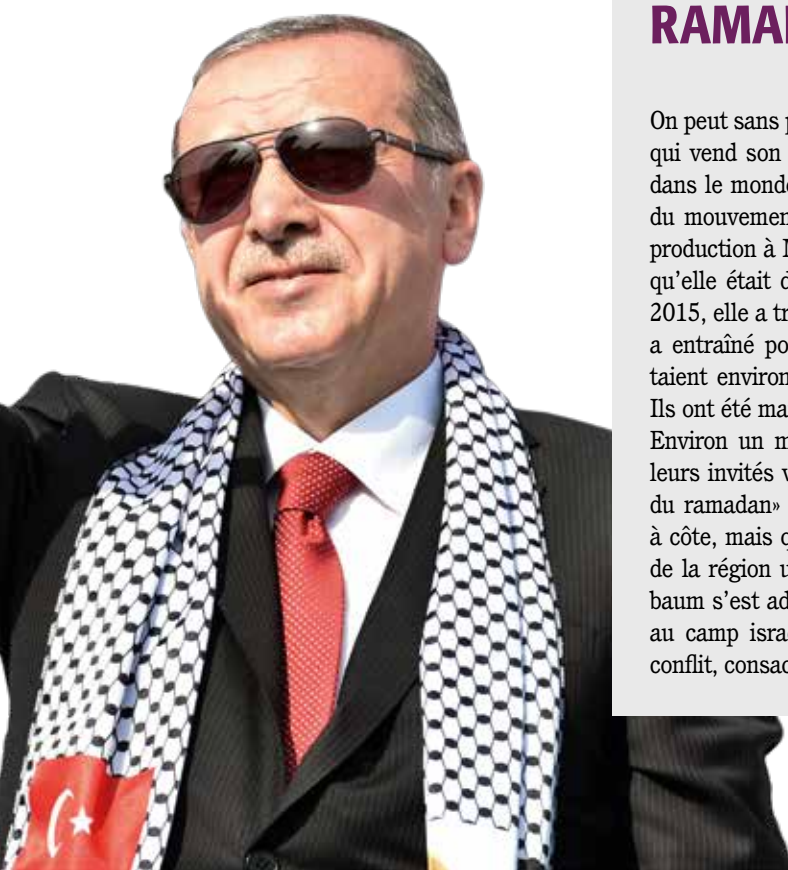 RAMA
On peut sans p
qui vend son
dans le monde
du mouvemen
production à
qu’elle était d
2015, elle a tr
a entraîné po
taient environ
Ils ont été ma
Environ un m
leurs invités v
du ramadan»
à côte, mais q
de la région u
baum s’est ad
au camp isra
conflit, consac